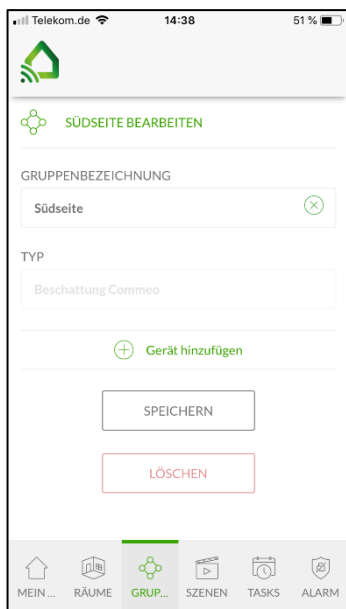 Telekom.de 14:38 51 %
SÜDSEITE BEARBEITEN
GRUPPENBEZEICHNUNG
Südseite
TYP
Beschattung Commeo
Gerät hinzufügen
SPEICHERN
LÖSCHEN
MEIN... RÄUME GRUP... SZENEN TASKS ALARM